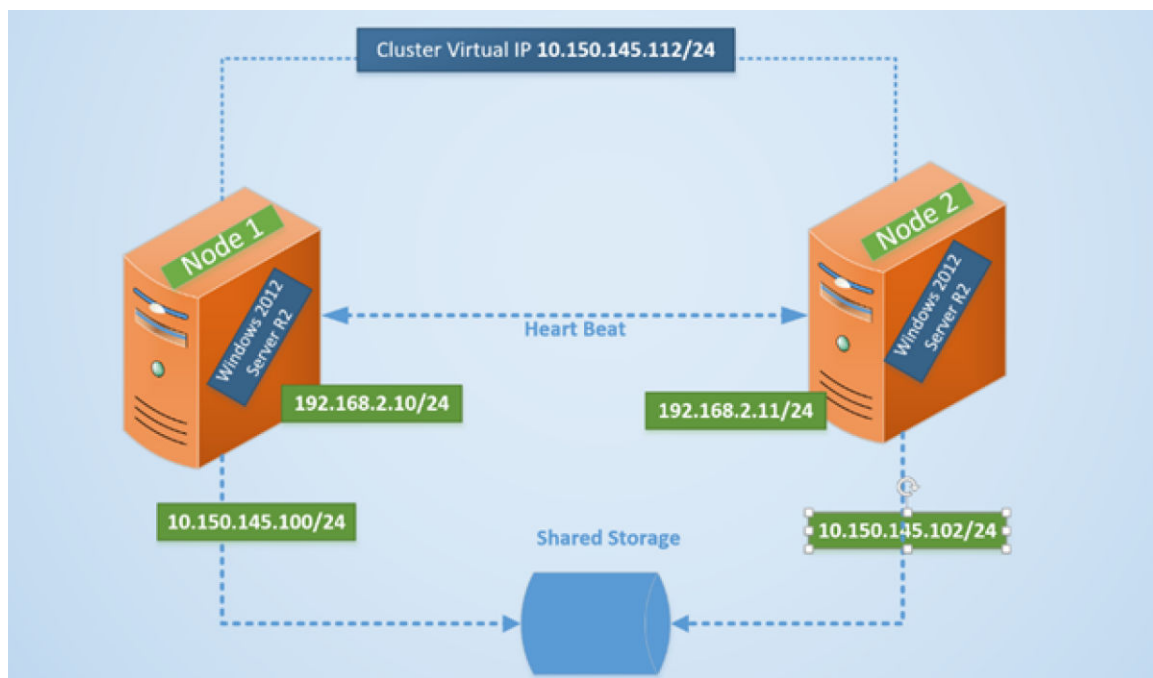 Cluster Virtual IP 10.150.145.112/24
Node 1
Node 2
Windows 2012
Server R2
Windows 2012
Server R2
Heart Beat
192.168.2.10/24
192.168.2.11/24
10.150.145.100/24
10.150.145.102/24
Shared Storage